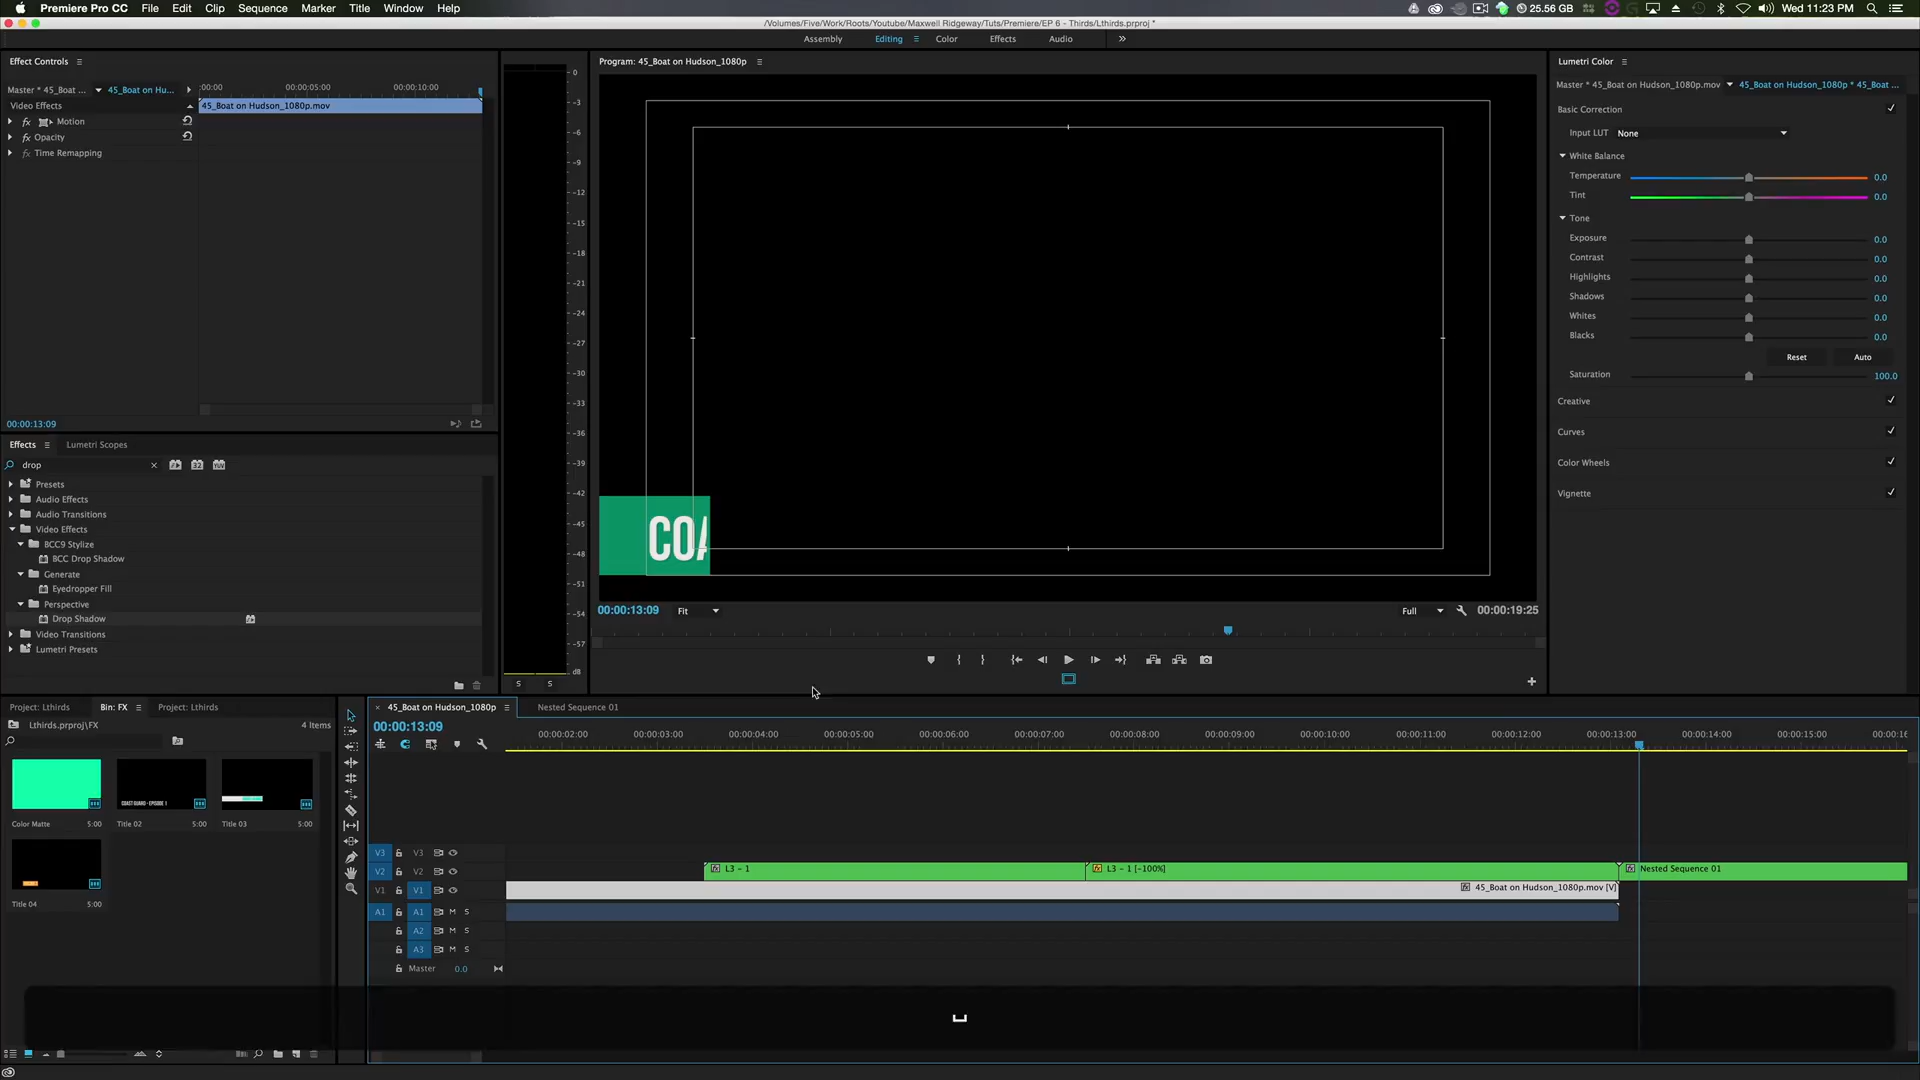 Premiere Pro CC File Edit Clip Sequence Marker Title Window Help 25.56 GB Wed 11:23 PM
/Volumes/Five/Work/Roots/Youtube/Maxwell Ridgeway/Tuts/Premiere/EP 6 - Thirds/Lthirds.prproj *
Assembly Editing Color Effects Audio
Effect Controls
Master * 45_Boat ... 45_Boat on Hu... :00:00 00:00:05:00 00:00:10:00
Video Effects 45_Boat on Hudson_1080p.mov
fx Motion
fx Opacity
fx Time Remapping
00:00:13:09
Effects Lumetri Scopes
drop 32 YUV
Presets
Audio Effects
Audio Transitions
Video Effects
BCC9 Stylize
BCC Drop Shadow
Generate
Eyedropper Fill
Perspective
Drop Shadow
Video Transitions
Lumetri Presets
0
-3
-6
-9
-12
-15
-18
-21
-24
-27
-30
-33
-36
-39
-42
-45
-48
-51
-54
-57
dB
S S
Program: 45_Boat on Hudson_1080p
COA
00:00:13:09 Fit Full 00:00:19:25
Lumetri Color
Master * 45_Boat on Hudson_1080p.mov 45_Boat on Hudson_1080p * 45_Boat ...
Basic Correction
Input LUT None
White Balance
Temperature 0.0
Tint 0.0
Tone
Exposure 0.0
Contrast 0.0
Highlights 0.0
Shadows 0.0
Whites 0.0
Blacks 0.0
Reset Auto
Saturation 100.0
Creative
Curves
Color Wheels
Vignette
Project: Lthirds Bin: FX Project: Lthirds
Lthirds.prproj\FX 4 Items
COAST GUARD - EPISODE 1
Color Matte 5:00 Title 02 5:00 Title 03 5:00
Title 04 5:00
45_Boat on Hudson_1080p Nested Sequence 01
00:00:13:09
00:00:02:00 00:00:03:00 00:00:04:00 00:00:05:00 00:00:06:00 00:00:07:00 00:00:08:00 00:00:09:00 00:00:10:00 00:00:11:00 00:00:12:00 00:00:13:00 00:00:14:00 00:00:15:00 00:00:16
V3 V3
V2 V2 L3 - 1 L3 - 1 [-100%] Nested Sequence 01
V1 V1 45_Boat on Hudson_1080p.mov [V]
A1 A1 M S
A2 M S
A3 M S
Master 0.0